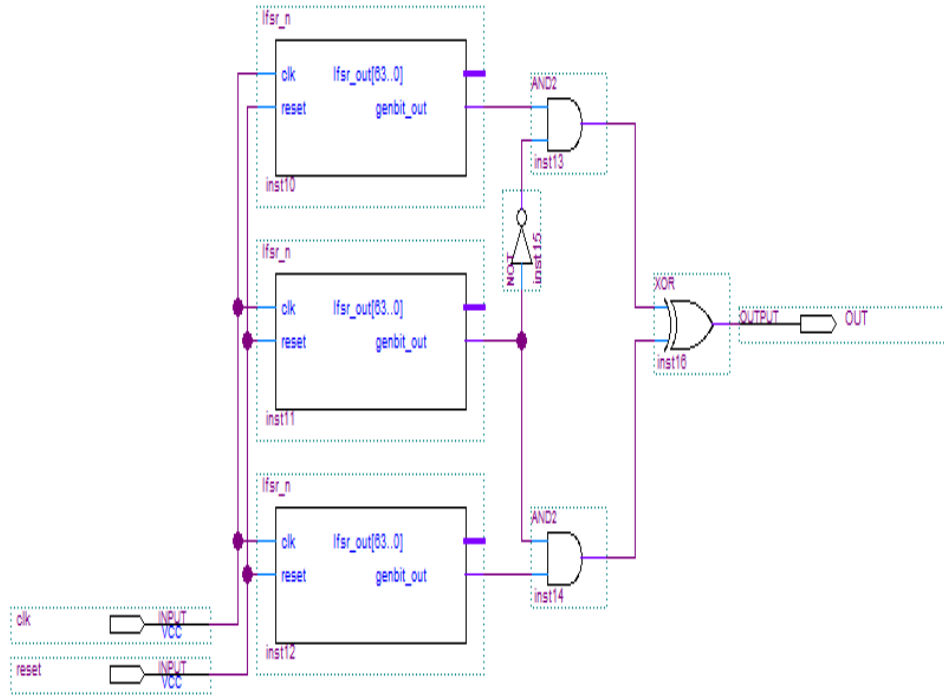 lfsr_n
clk
lfsr_out[63..0]
reset
genbit_out
inst10
AND2
inst13
NOT
inst15
lfsr_n
clk
lfsr_out[63..0]
reset
genbit_out
inst11
XOR
inst16
OUTPUT
OUT
lfsr_n
clk
lfsr_out[63..0]
reset
genbit_out
inst12
AND2
inst14
clk
INPUT
VCC
reset
INPUT
VCC